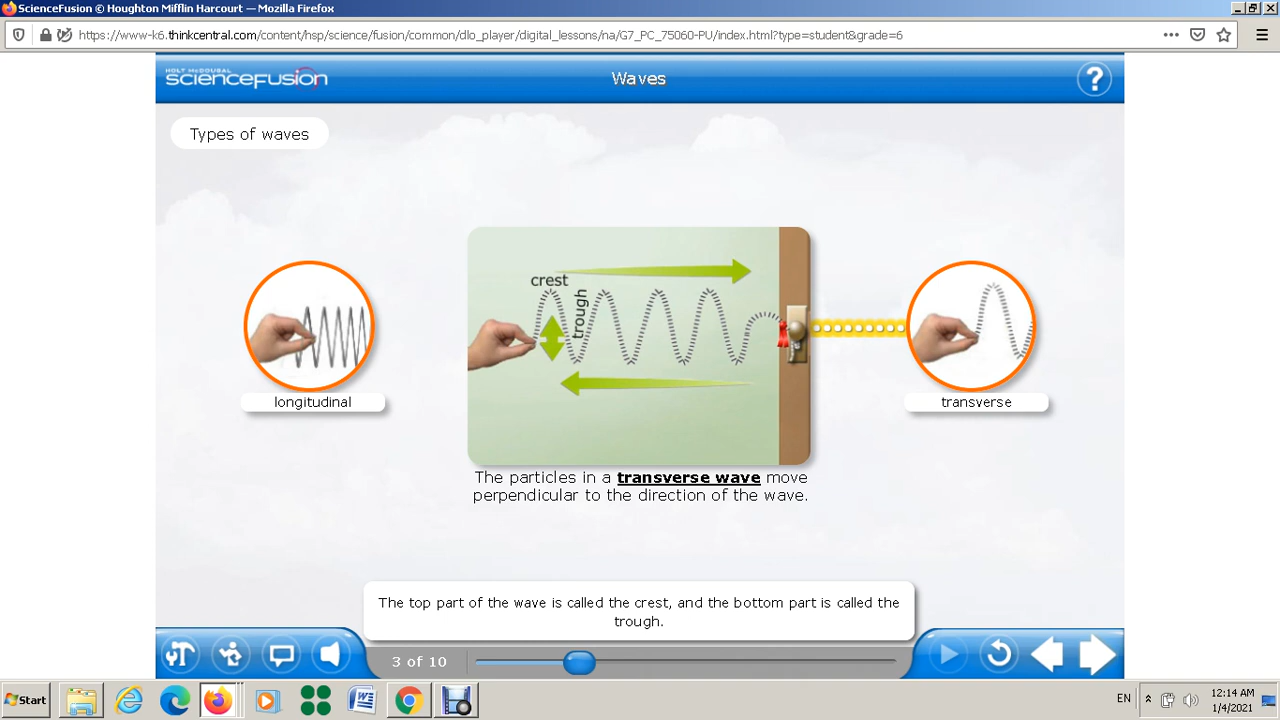 ScienceFusion © Houghton Mifflin Harcourt — Mozilla Firefox
https://www-k6.thinkcentral.com/content/hsp/science/fusion/common/dlo_player/digital_lessons/na/G7_PC_75060-PU/index.html?type=student&grade=6
HOLT McDOUGAL
SCIENCEFUSION
Waves
?
Types of waves
crest
trough
longitudinal
transverse
The particles in a transverse wave move
perpendicular to the direction of the wave.
The top part of the wave is called the crest, and the bottom part is called the
trough.
3 of 10
Start
EN
12:14 AM
1/4/2021